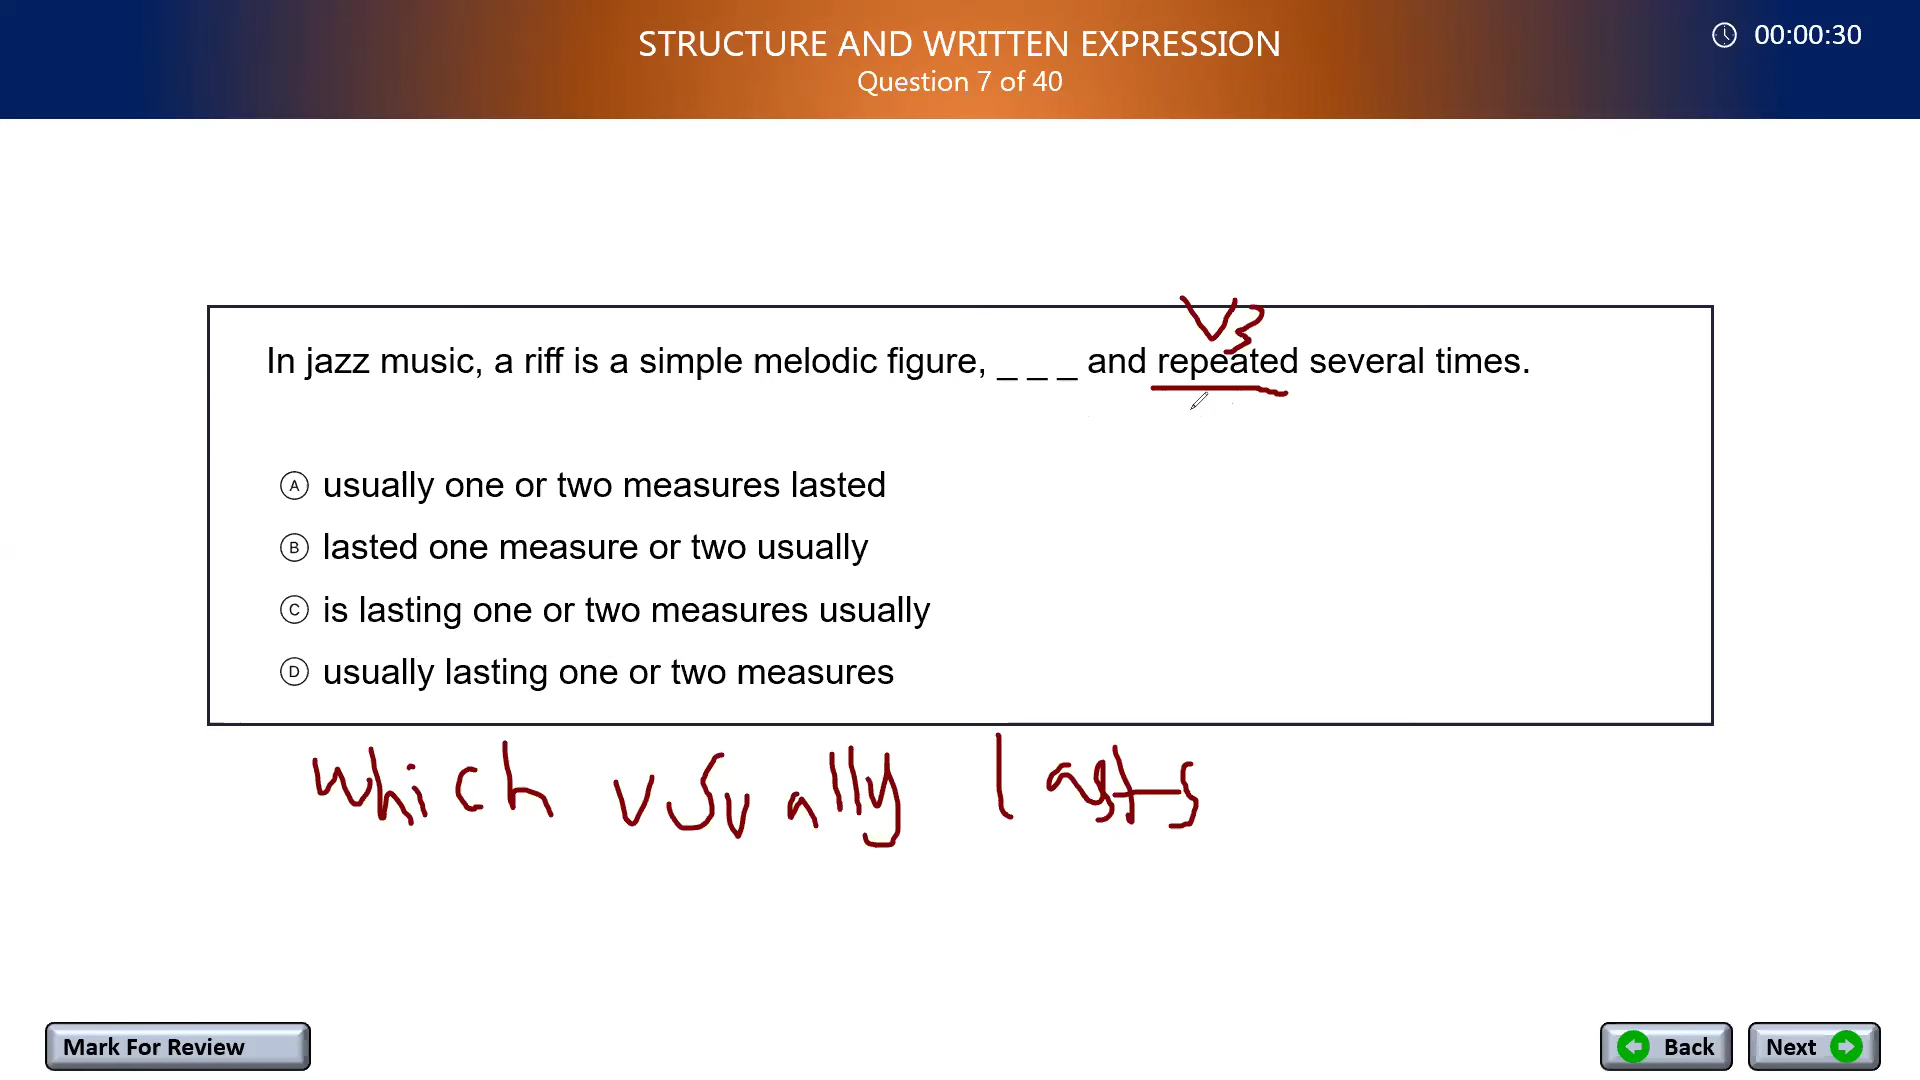 STRUCTURE AND WRITTEN EXPRESSION
00:00:30
Question 7 of 40
V3
In jazz music, a riff is a simple melodic figure, _ _ _ and repeated several times.
A usually one or two measures lasted
B lasted one measure or two usually
C is lasting one or two measures usually
D usually lasting one or two measures
which usually lasts
Mark For Review
Back
Next